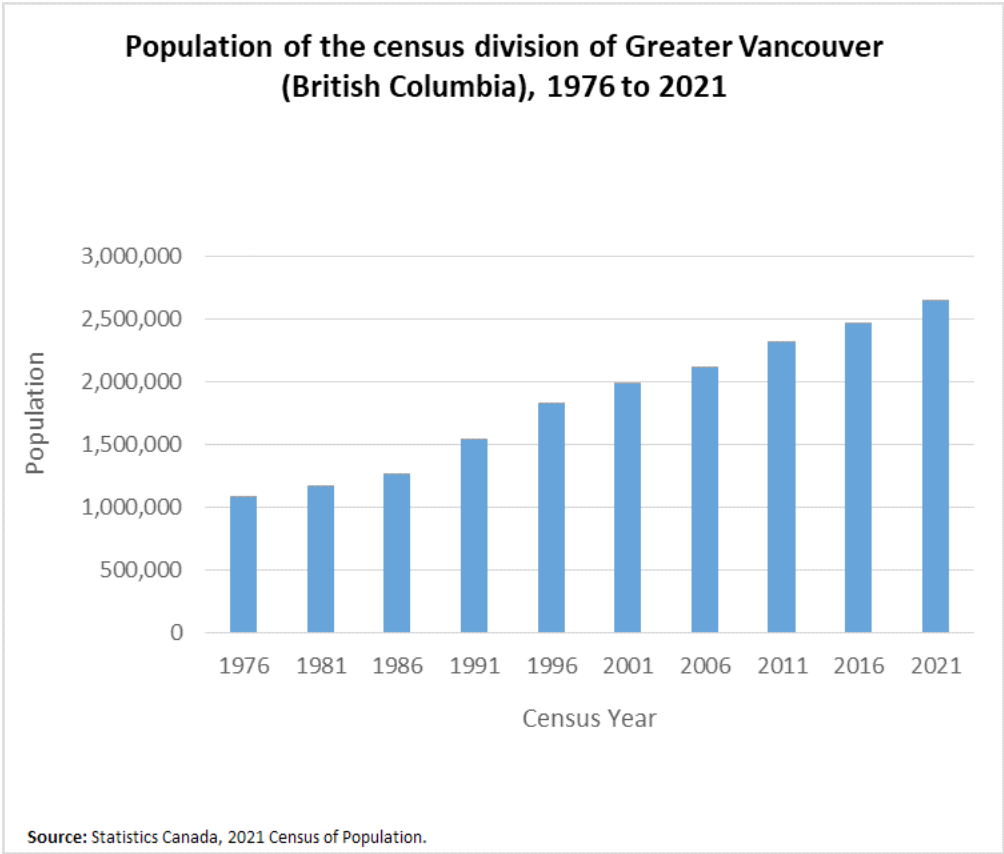 Population of the census division of Greater Vancouver
(British Columbia), 1976 to 2021
3,000,000
2,500,000
2,000,000
1,500,000
1,000,000
500,000
0
Population
1976 1981 1986 1991 1996 2001 2006 2011 2016 2021
Census Year
Source: Statistics Canada, 2021 Census of Population.